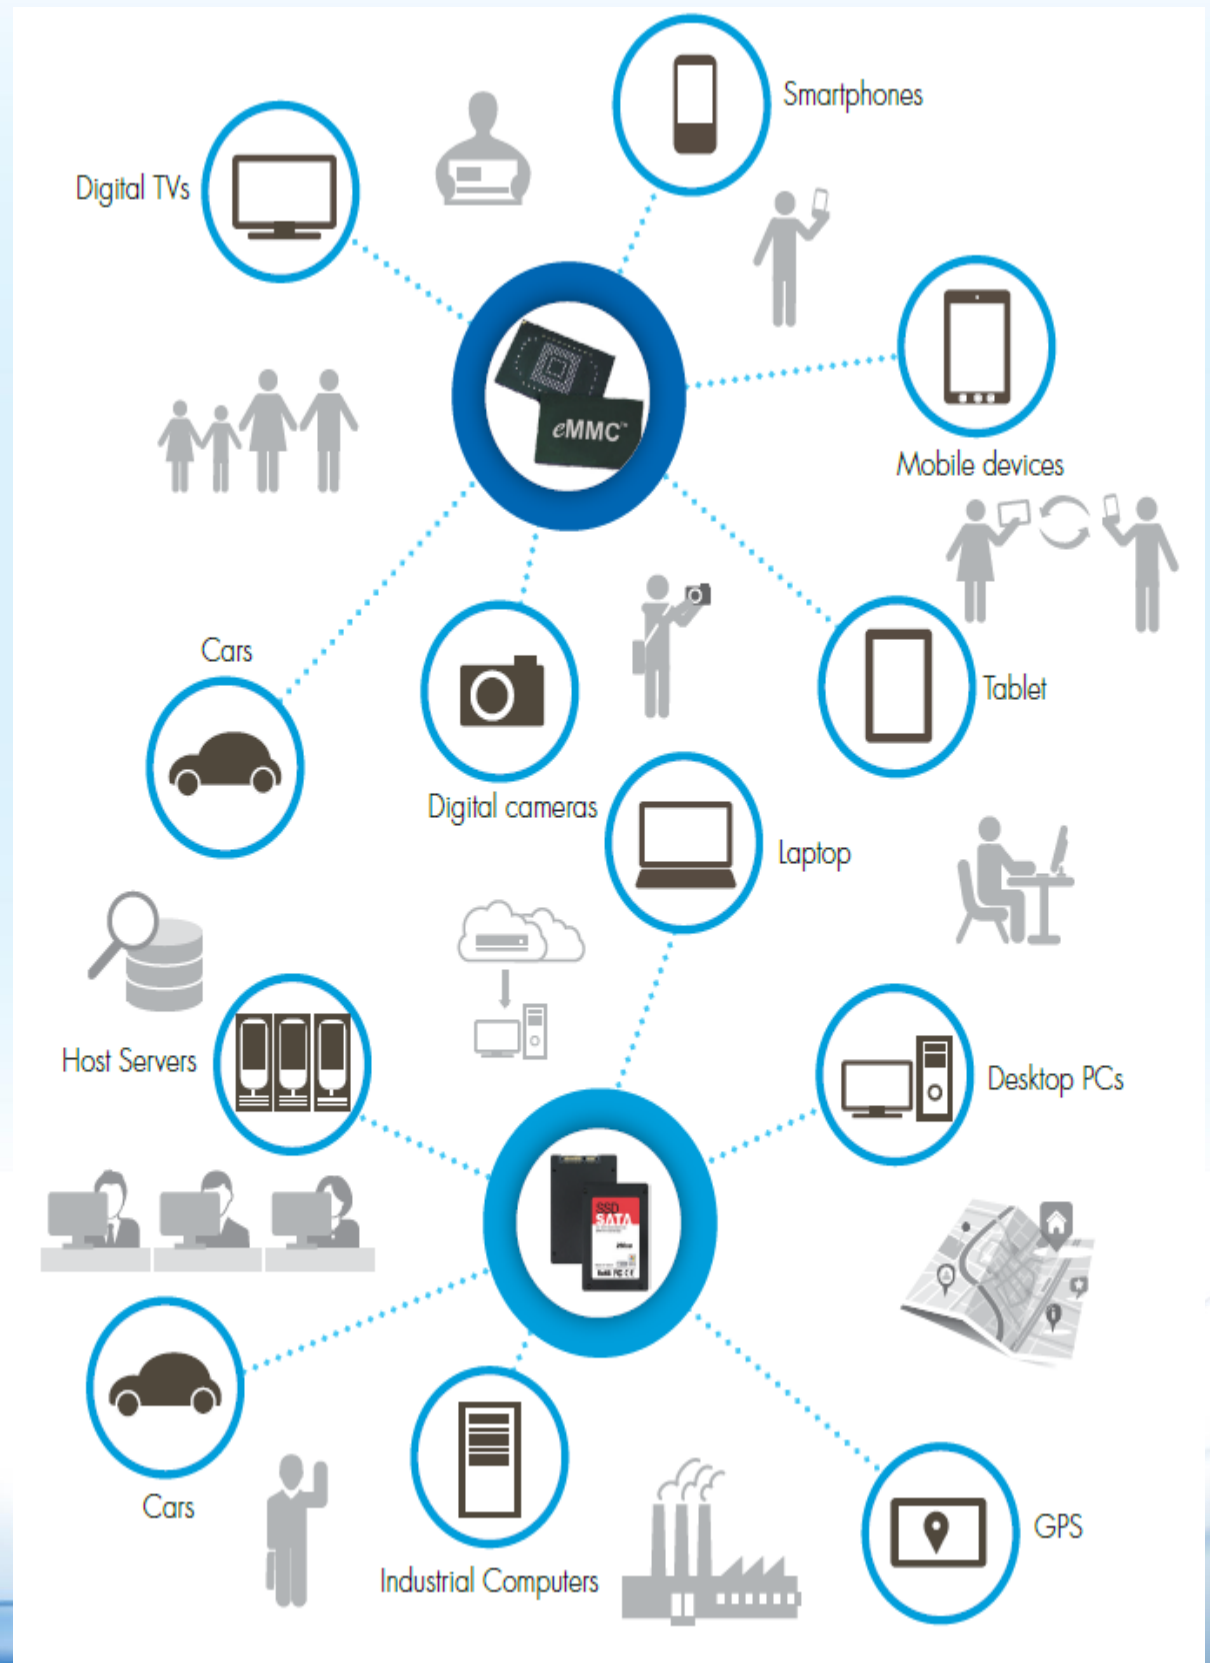 Smartphones
Digital TVs
eMMC™
Mobile devices
Cars
Tablet
Digital cameras
Laptop
Host Servers
Desktop PCs
SSD
SATA
Cars
Industrial Computers
GPS